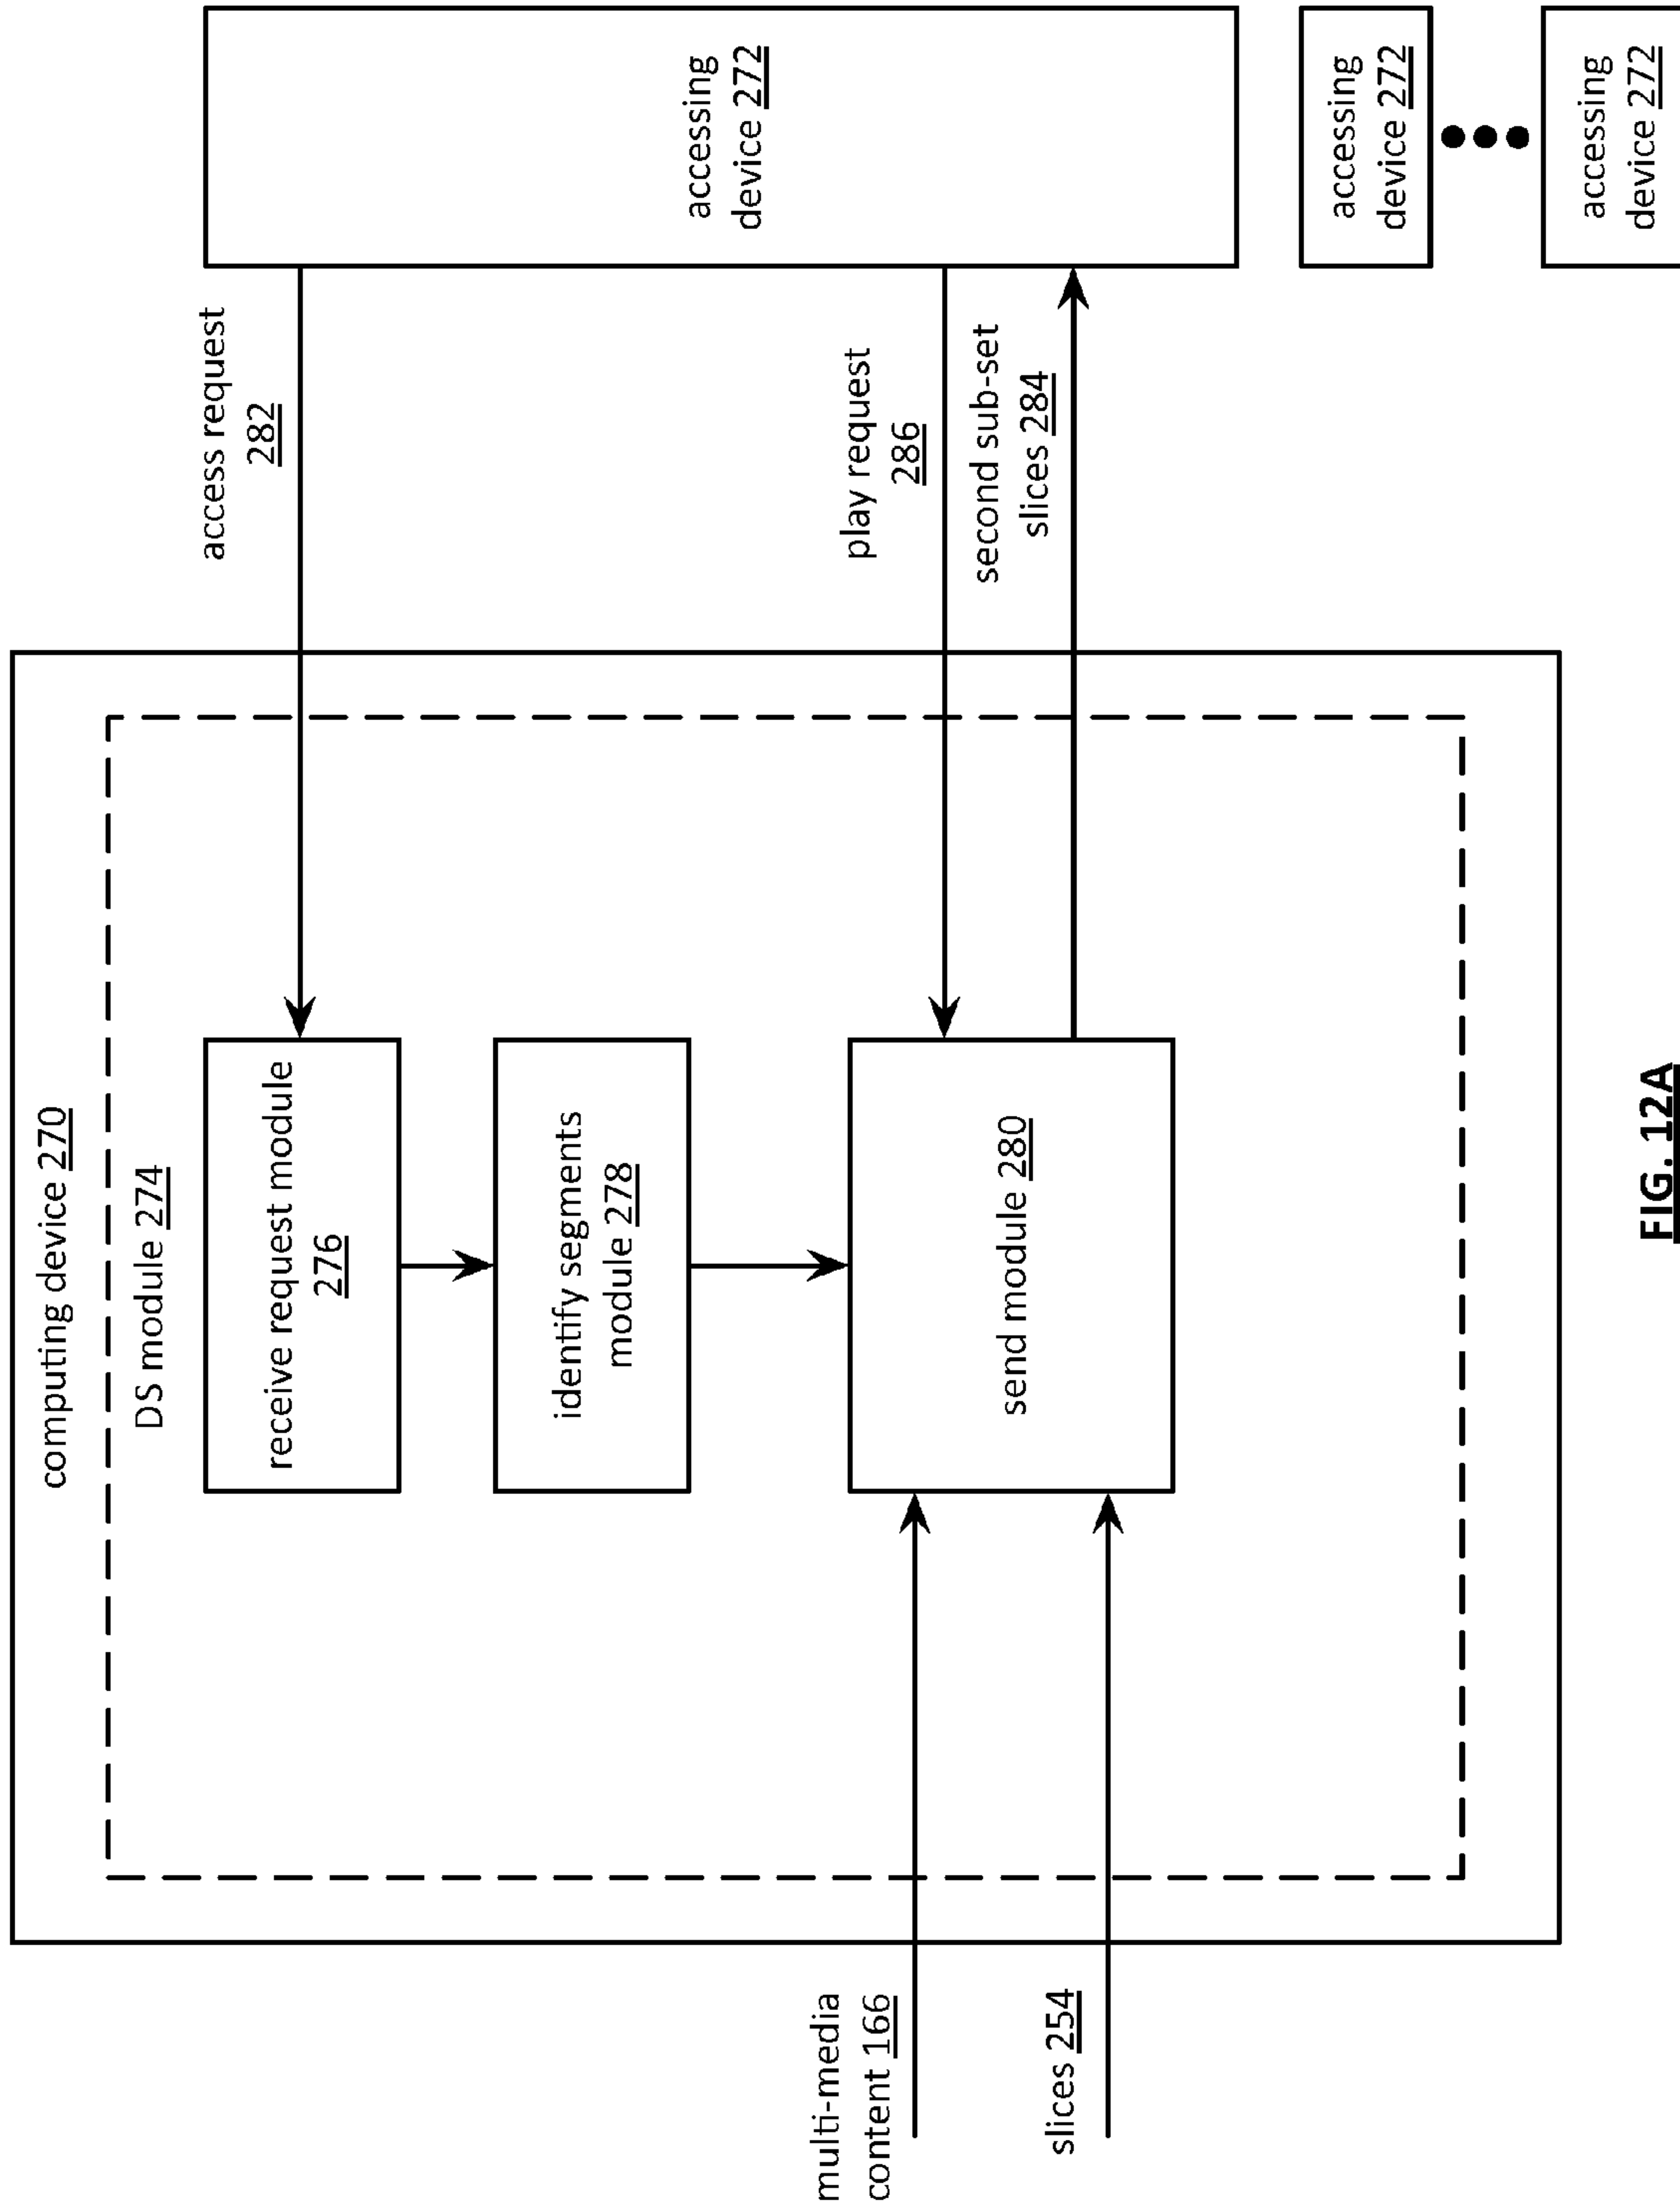 computing device 270
DS module 274
receive request module
276
identify segments
module 278
send module 280
multi-media
content 166
slices 254
access request
282
play request
286
second sub-set
slices 284
accessing
device 272
accessing
device 272
accessing
device 272
FIG. 12A